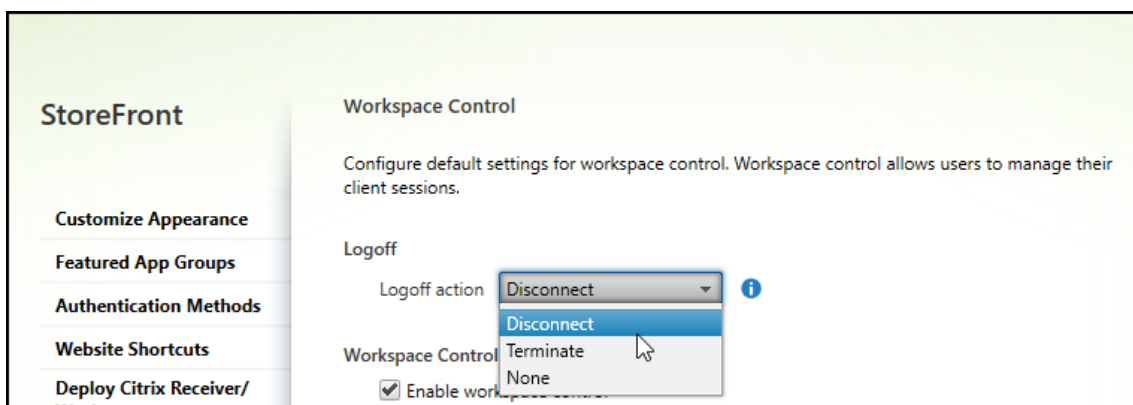 StoreFront
Customize Appearance
Featured App Groups
Authentication Methods
Website Shortcuts
Deploy Citrix Receiver/
Workspace Control
Configure default settings for workspace control. Workspace control allows users to manage their
client sessions.
Logoff
Logoff action Disconnect
Disconnect
Terminate
None
Workspace Control
Enable